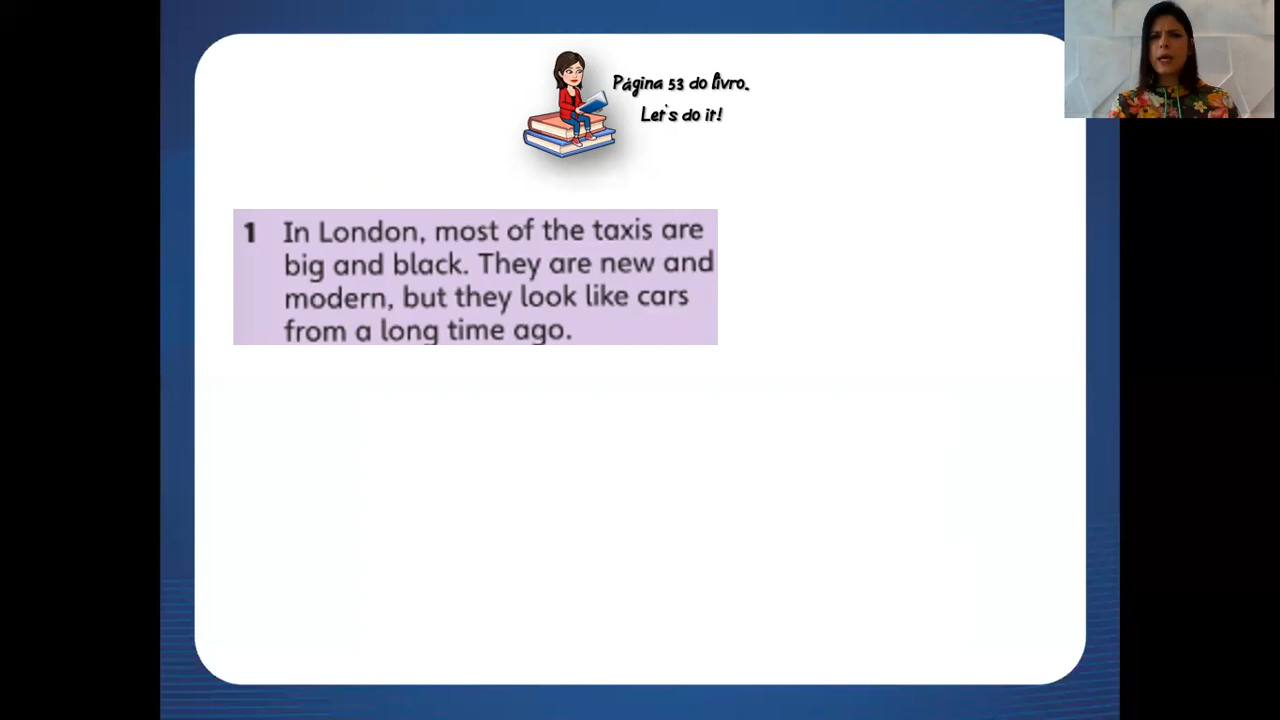 Página 53 do livro.
Let's do it!
1 In London, most of the taxis are
big and black. They are new and
modern, but they look like cars
from a long time ago.